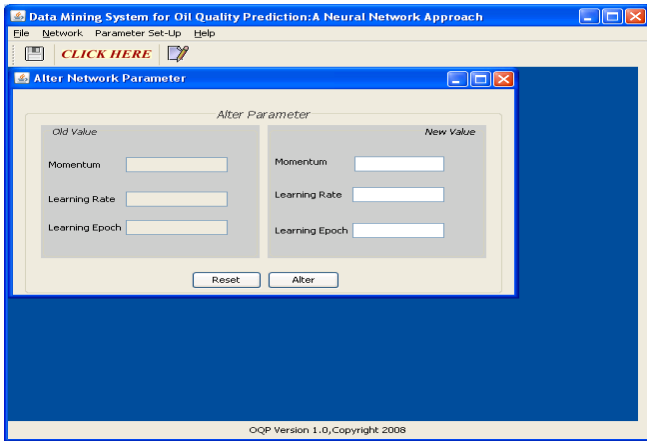 Data Mining System for Oil Quality Prediction:A Neural Network Approach
File Network Parameter Set-Up Help
CLICK HERE
Alter Network Parameter
Alter Parameter
Old Value
Momentum
Learning Rate
Learning Epoch
New Value
Momentum
Learning Rate
Learning Epoch
Reset Alter
OQP Version 1.0,Copyright 2008